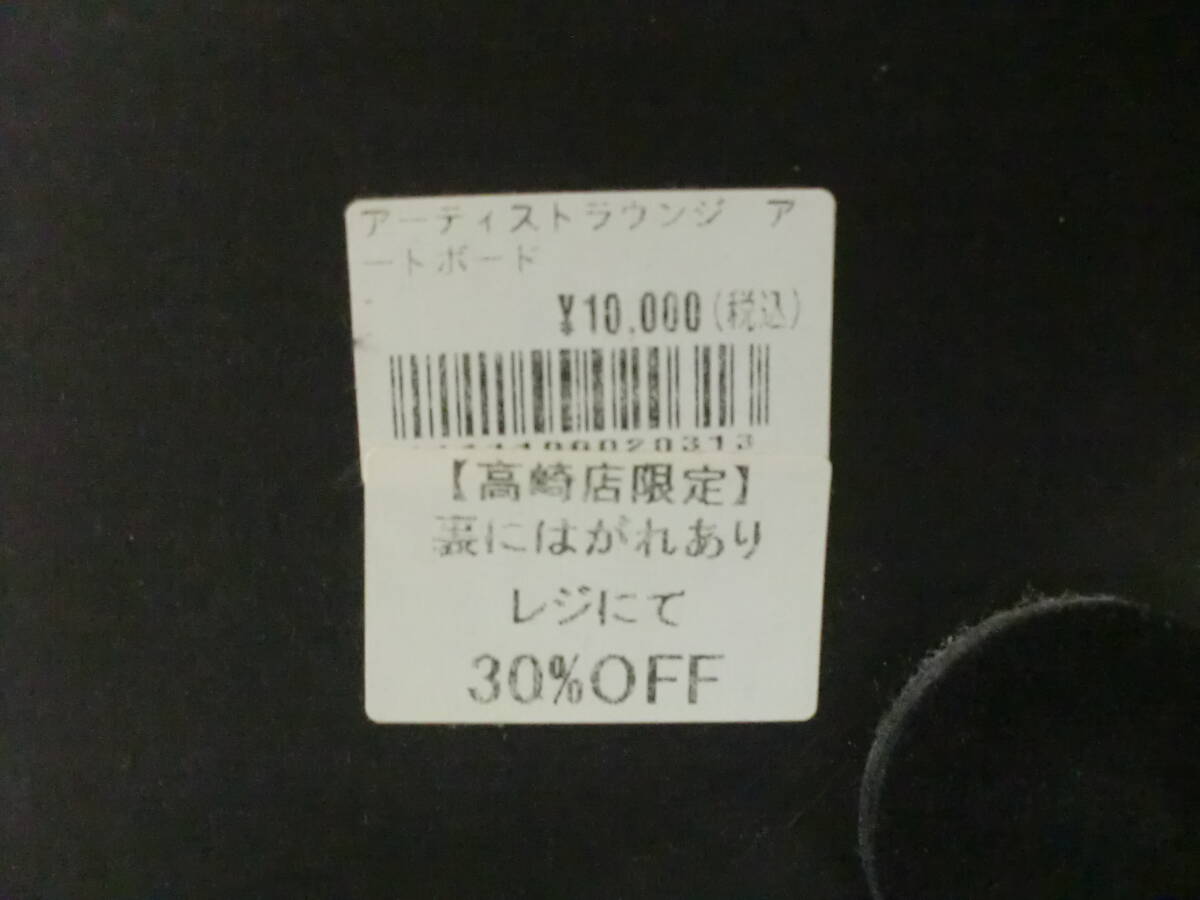 アーティストラウンジ　ア
ートボード
¥10,000(税込)
【高崎店限定】
裏にはがれあり
レジにて
30%OFF